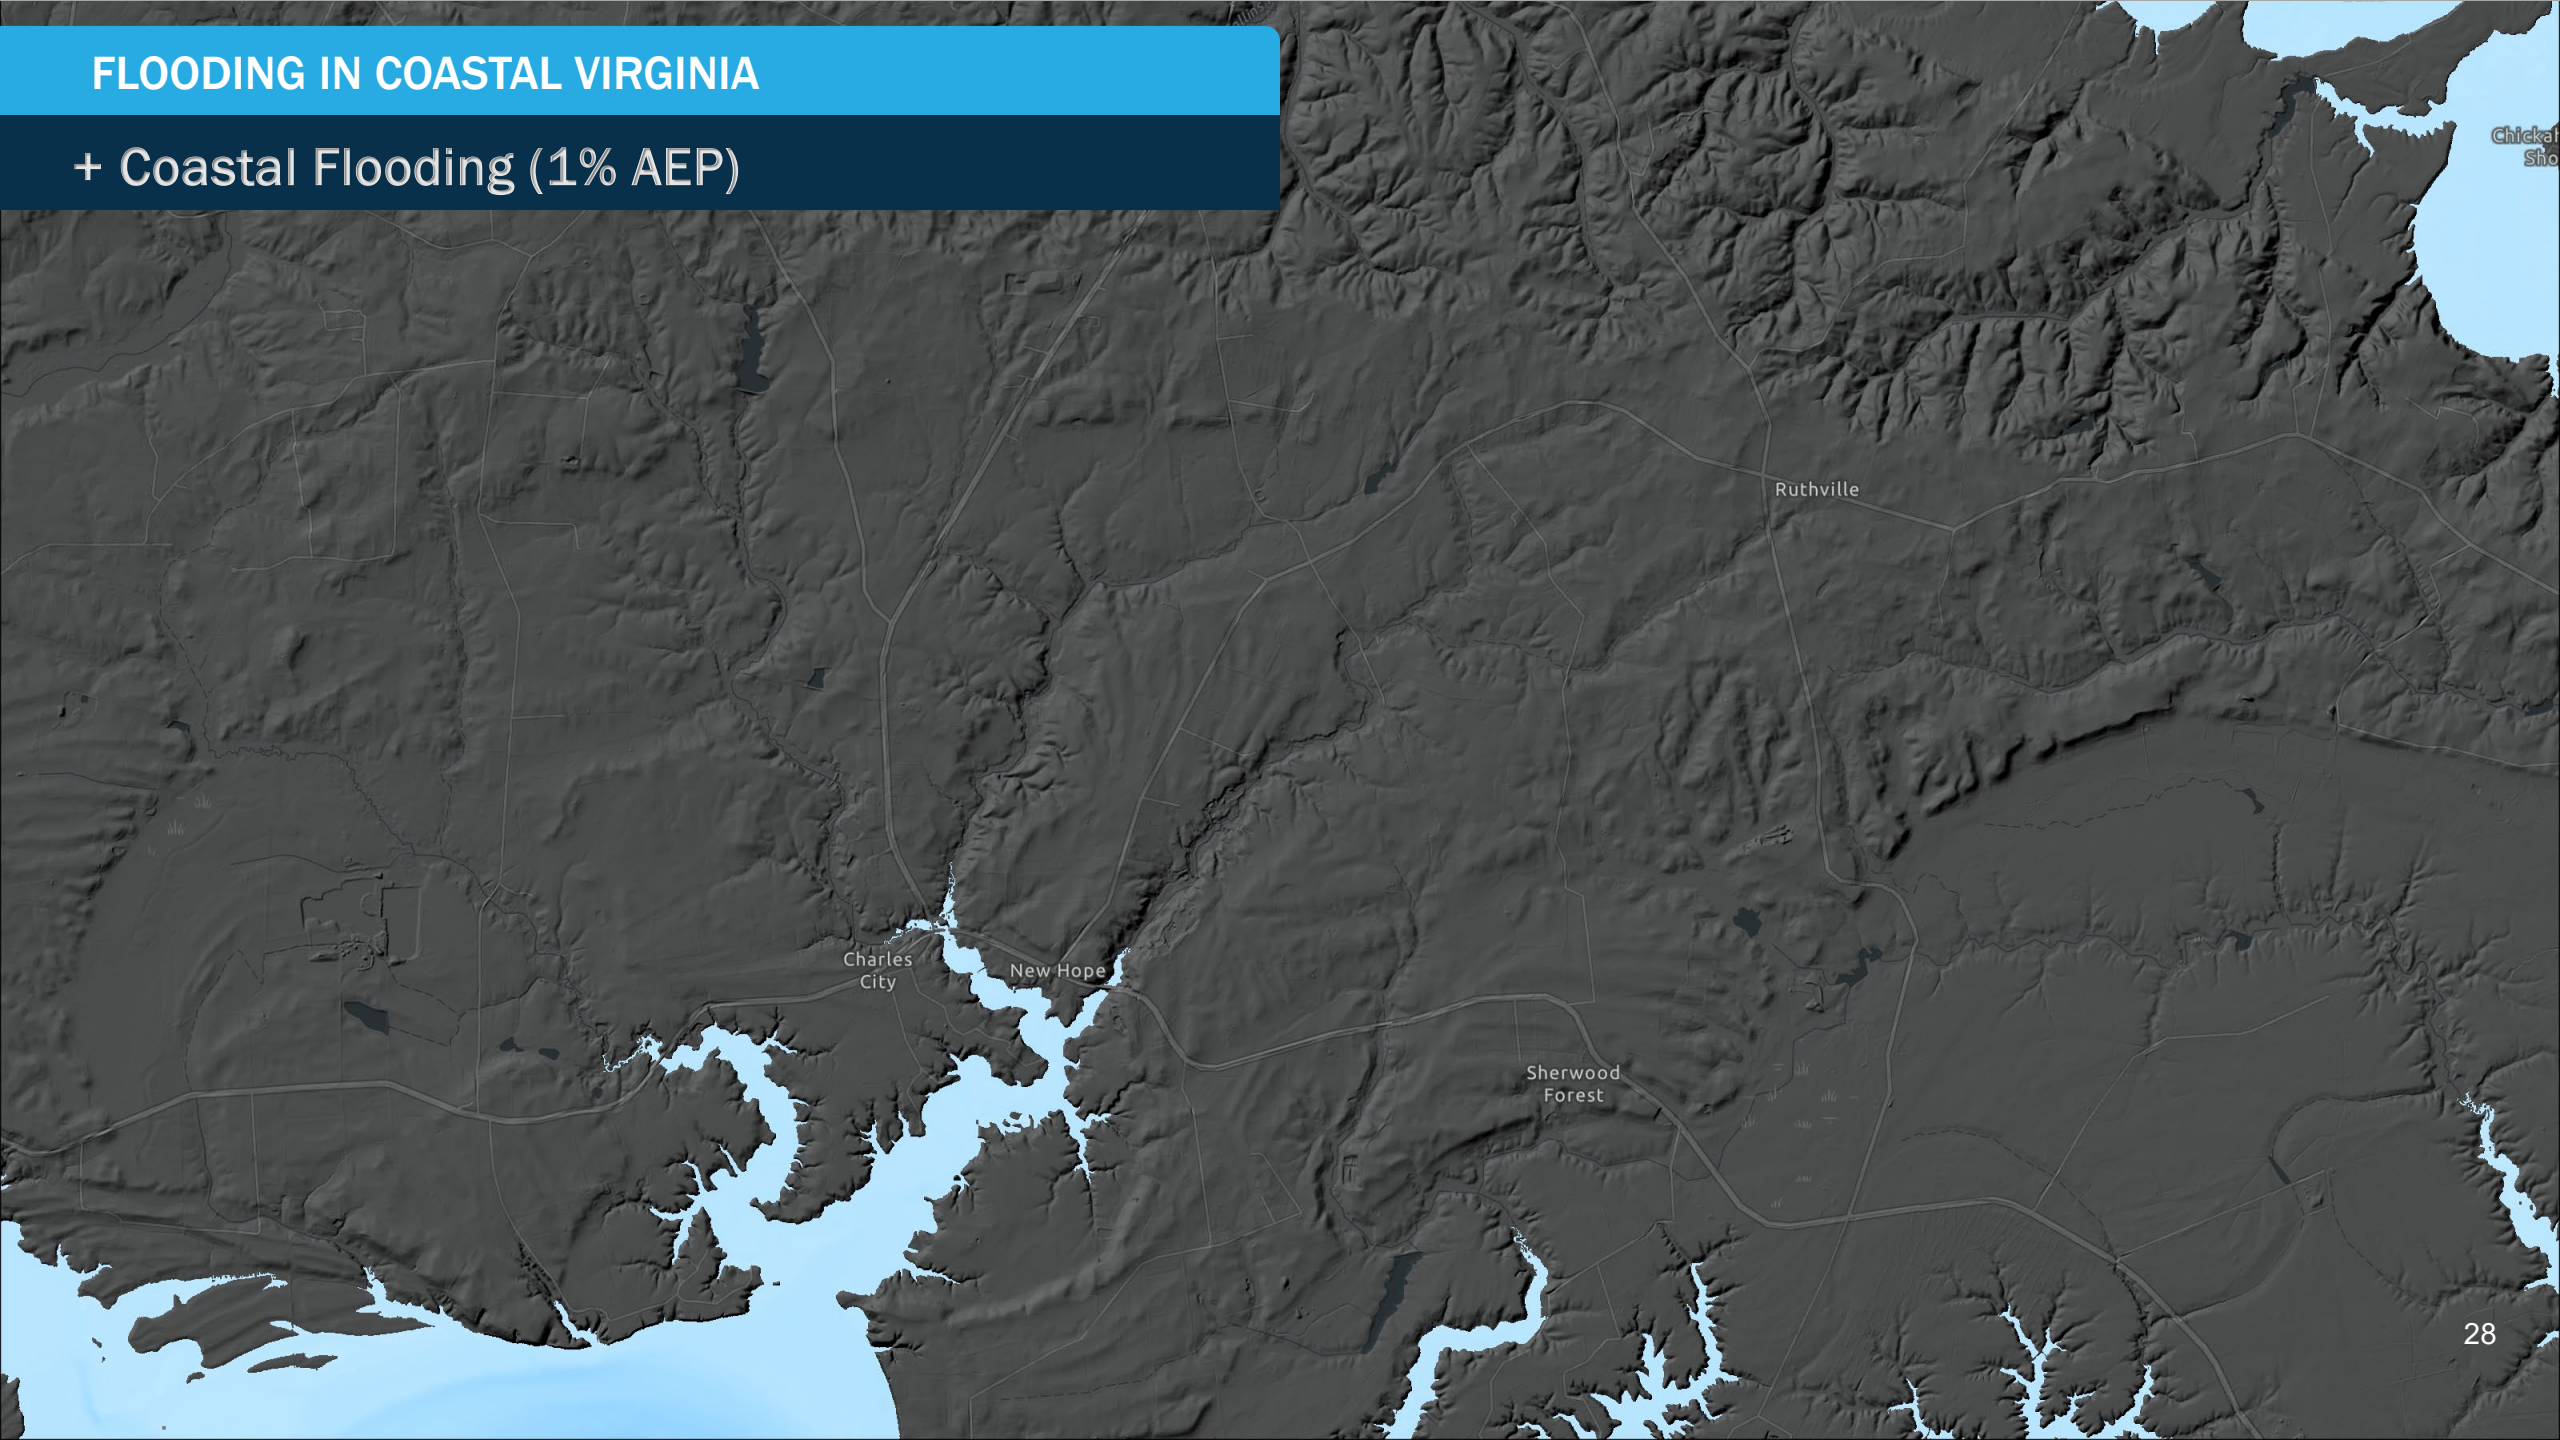 FLOODING IN COASTAL VIRGINIA
+ Coastal Flooding (1% AEP)
Ruthville
Charles
City
New Hope
Sherwood
Forest
28